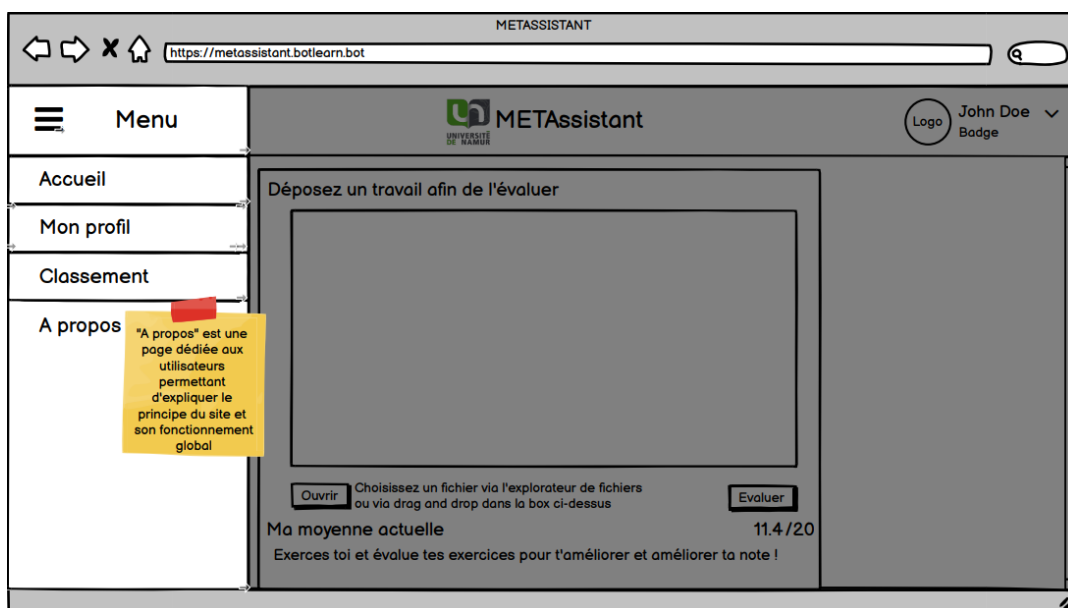 METASSISTANT
https://metassistant.botlearn.bot
Menu
UNIVERSITÉ
DE NAMUR
METAssistant
Logo
John Doe
Badge
Accueil
Mon profil
Classement
A propos
"A propos" est une
page dédiée aux
utilisateurs
permettant
d'expliquer le
principe du site et
son fonctionnement
global
Déposez un travail afin de l'évaluer
Ouvrir
Choisissez un fichier via l'explorateur de fichiers
ou via drag and drop dans la box ci-dessus
Evaluer
Ma moyenne actuelle
11.4/20
Exerces toi et évalue tes exercices pour t'améliorer et améliorer ta note !